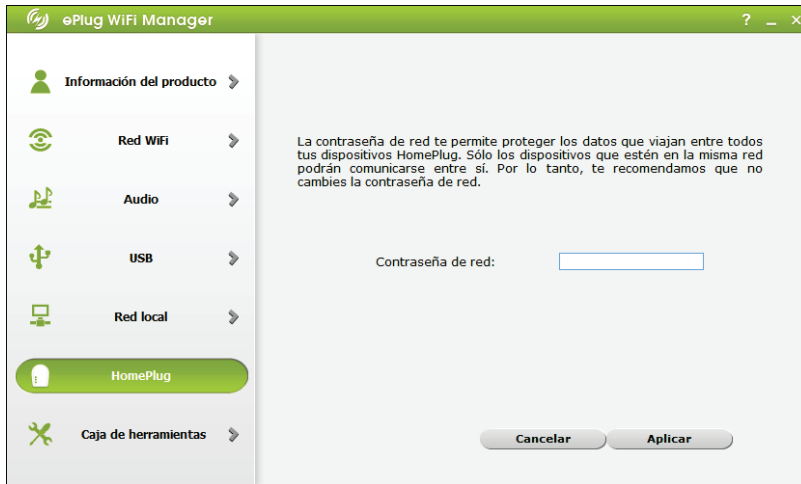 ePlug WiFi Manager
? _ ×
Información del producto
Red WiFi
Audio
USB
Red local
HomePlug
Caja de herramientas
La contraseña de red te permite proteger los datos que viajan entre todos
tus dispositivos HomePlug. Sólo los dispositivos que estén en la misma red
podrán comunicarse entre sí. Por lo tanto, te recomendamos que no
cambies la contraseña de red.
Contraseña de red:
Cancelar
Aplicar